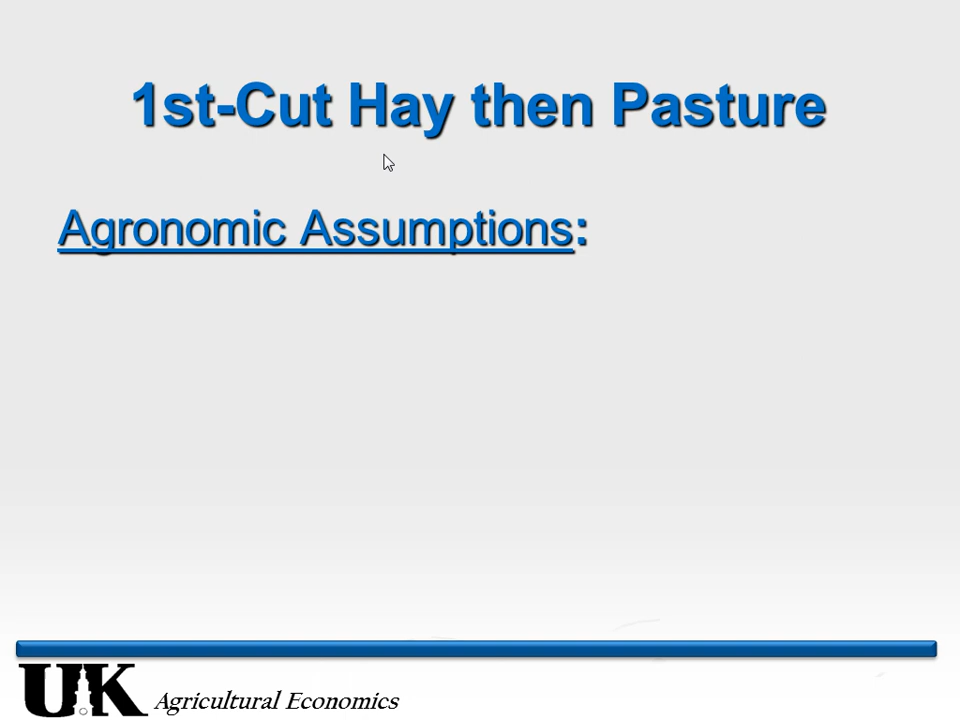 1st-Cut Hay then Pasture
Agronomic Assumptions:
UK Agricultural Economics